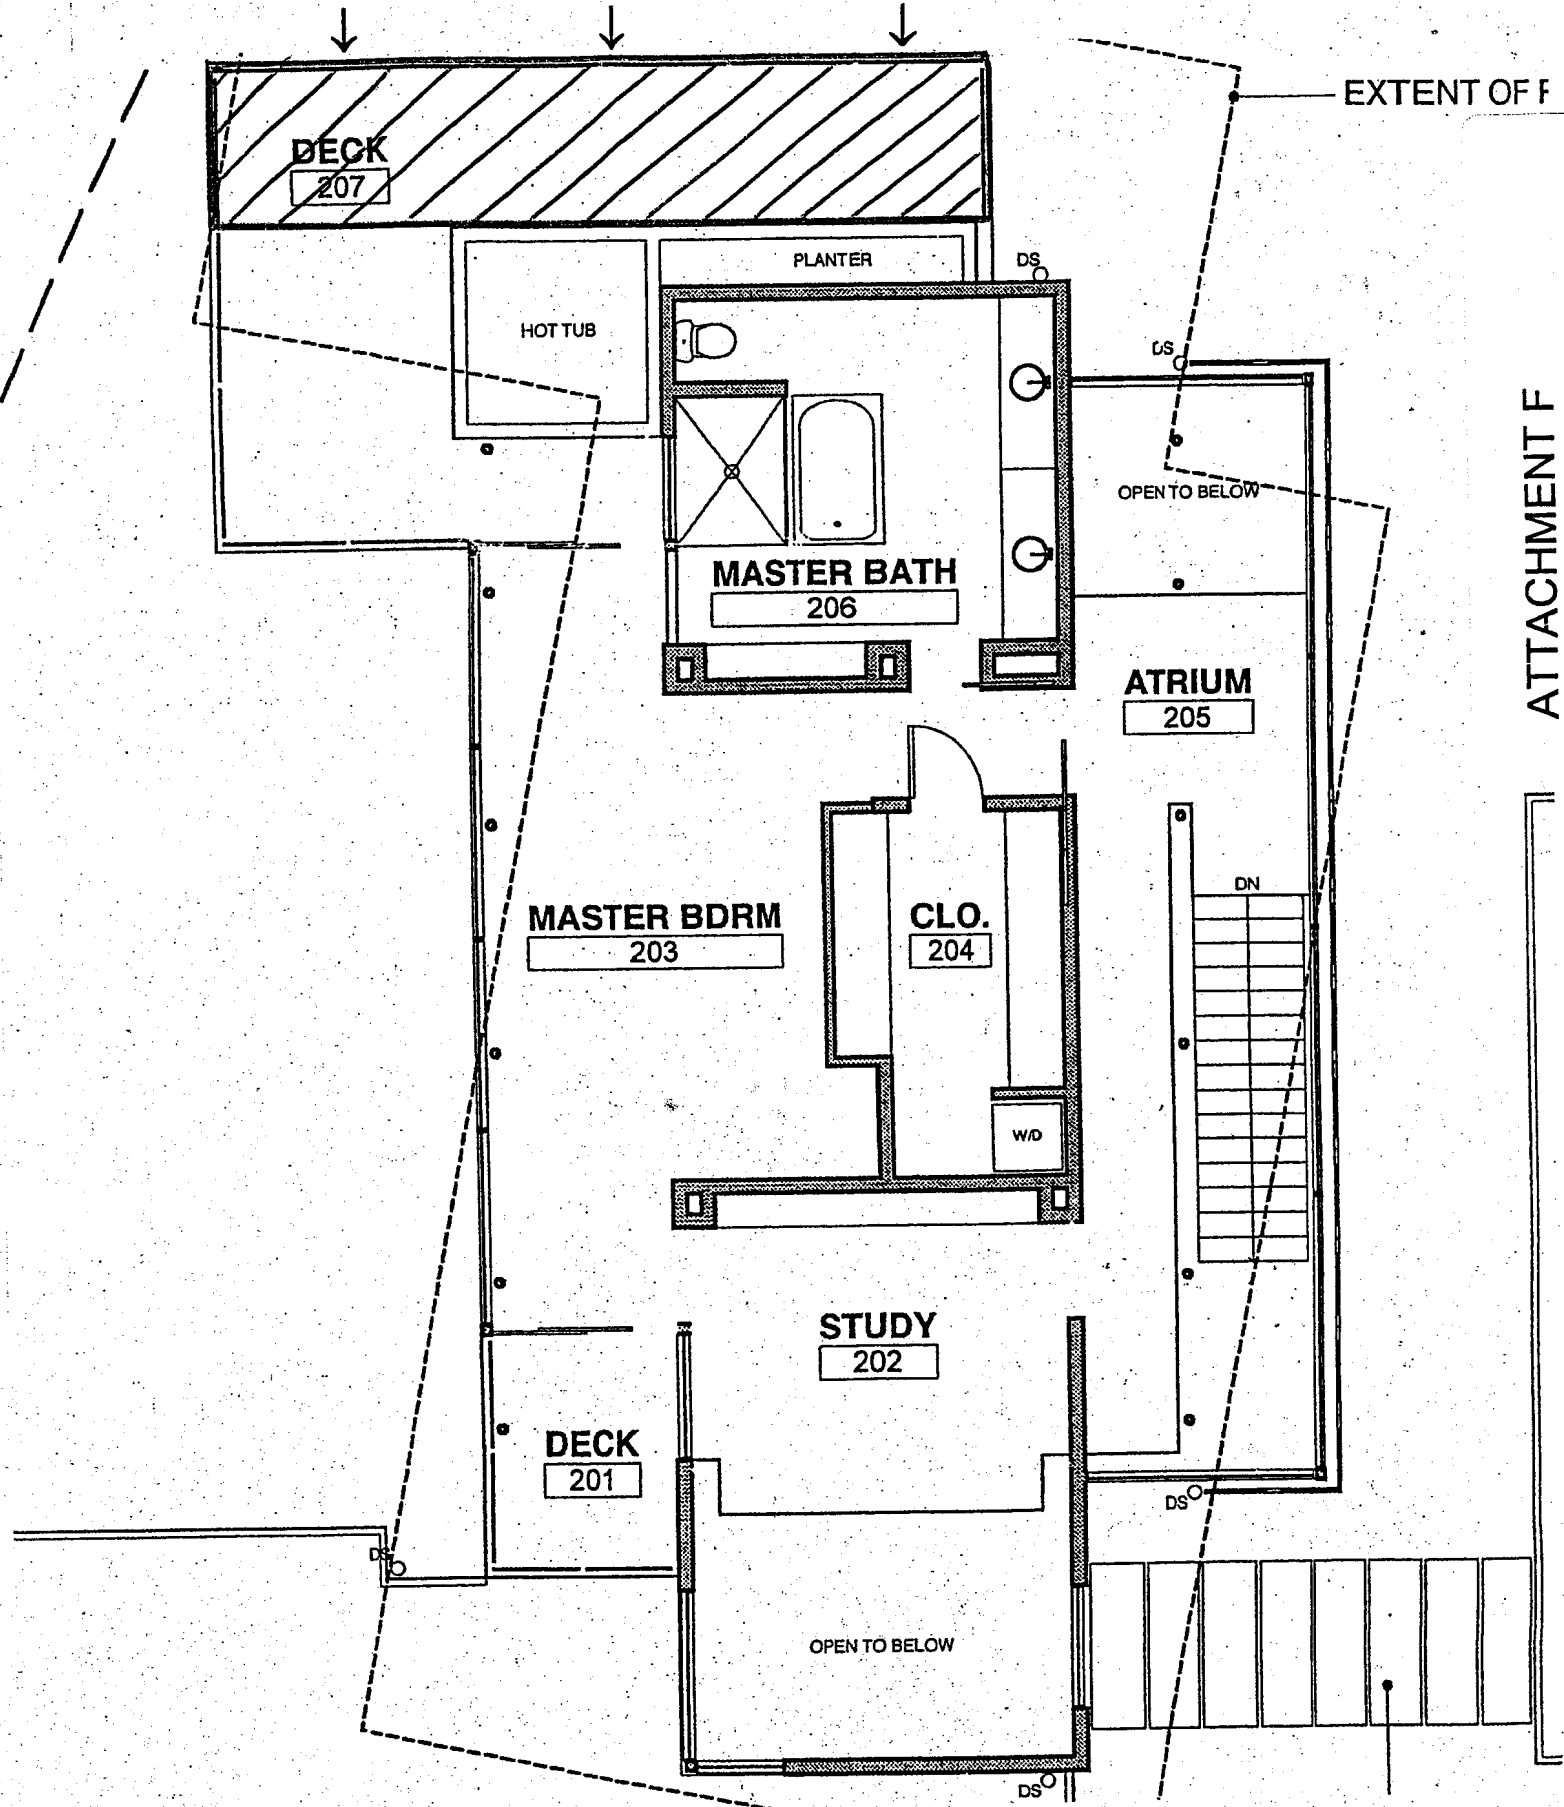 EXTENT OF
DECK
207
PLANTER
DS
HOT TUB
DS
OPEN TO BELOW
ATTACHMENT F
MASTER BATH
206
ATRIUM
205
DN
MASTER BDRM
203
CLO.
204
W/D
STUDY
202
DECK
201
DS
DS
OPEN TO BELOW
DS